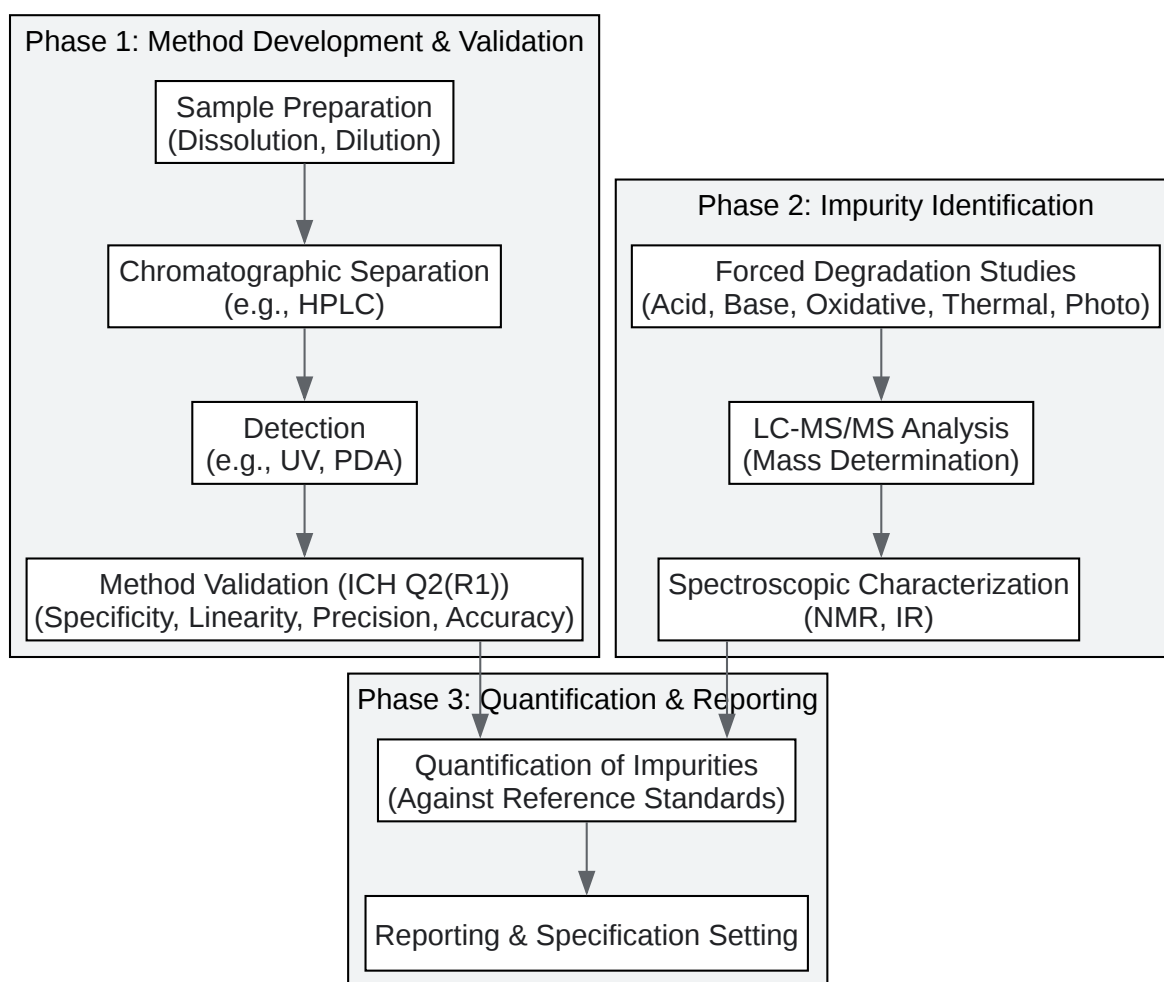 Phase 1: Method Development & Validation
Sample Preparation
(Dissolution, Dilution)
Chromatographic Separation
(e.g., HPLC)
Detection
(e.g., UV, PDA)
Method Validation (ICH Q2(R1))
(Specificity, Linearity, Precision, Accuracy)
Phase 2: Impurity Identification
Forced Degradation Studies
(Acid, Base, Oxidative, Thermal, Photo)
LC-MS/MS Analysis
(Mass Determination)
Spectroscopic Characterization
(NMR, IR)
Phase 3: Quantification & Reporting
Quantification of Impurities
(Against Reference Standards)
Reporting & Specification Setting